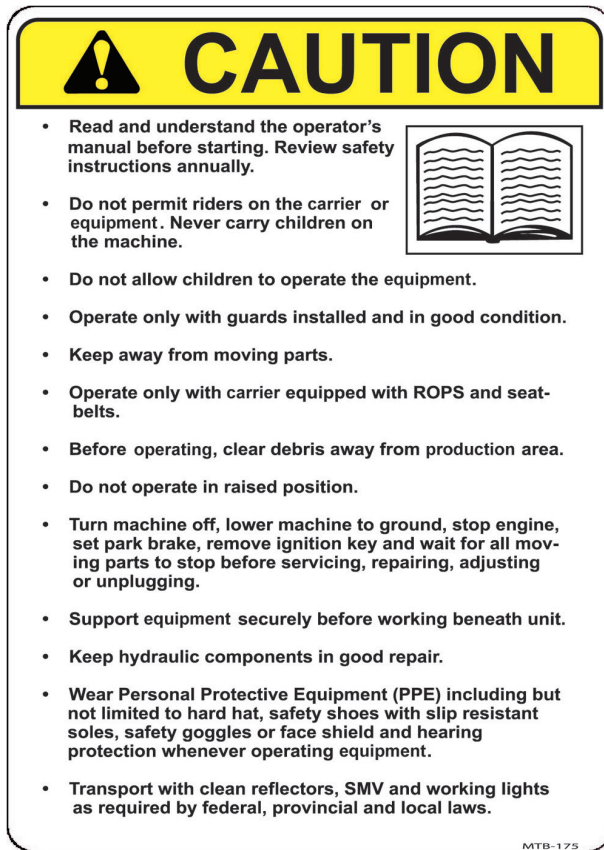 CAUTION
• Read and understand the operator's
manual before starting. Review safety
instructions annually.
• Do not permit riders on the carrier or
equipment. Never carry children on
the machine.
• Do not allow children to operate the equipment.
• Operate only with guards installed and in good condition.
• Keep away from moving parts.
• Operate only with carrier equipped with ROPS and seat-
belts.
• Before operating, clear debris away from production area.
• Do not operate in raised position.
• Turn machine off, lower machine to ground, stop engine,
set park brake, remove ignition key and wait for all mov-
ing parts to stop before servicing, repairing, adjusting
or unplugging.
• Support equipment securely before working beneath unit.
• Keep hydraulic components in good repair.
• Wear Personal Protective Equipment (PPE) including but
not limited to hard hat, safety shoes with slip resistant
soles, safety goggles or face shield and hearing
protection whenever operating equipment.
• Transport with clean reflectors, SMV and working lights
as required by federal, provincial and local laws.
MTB-175